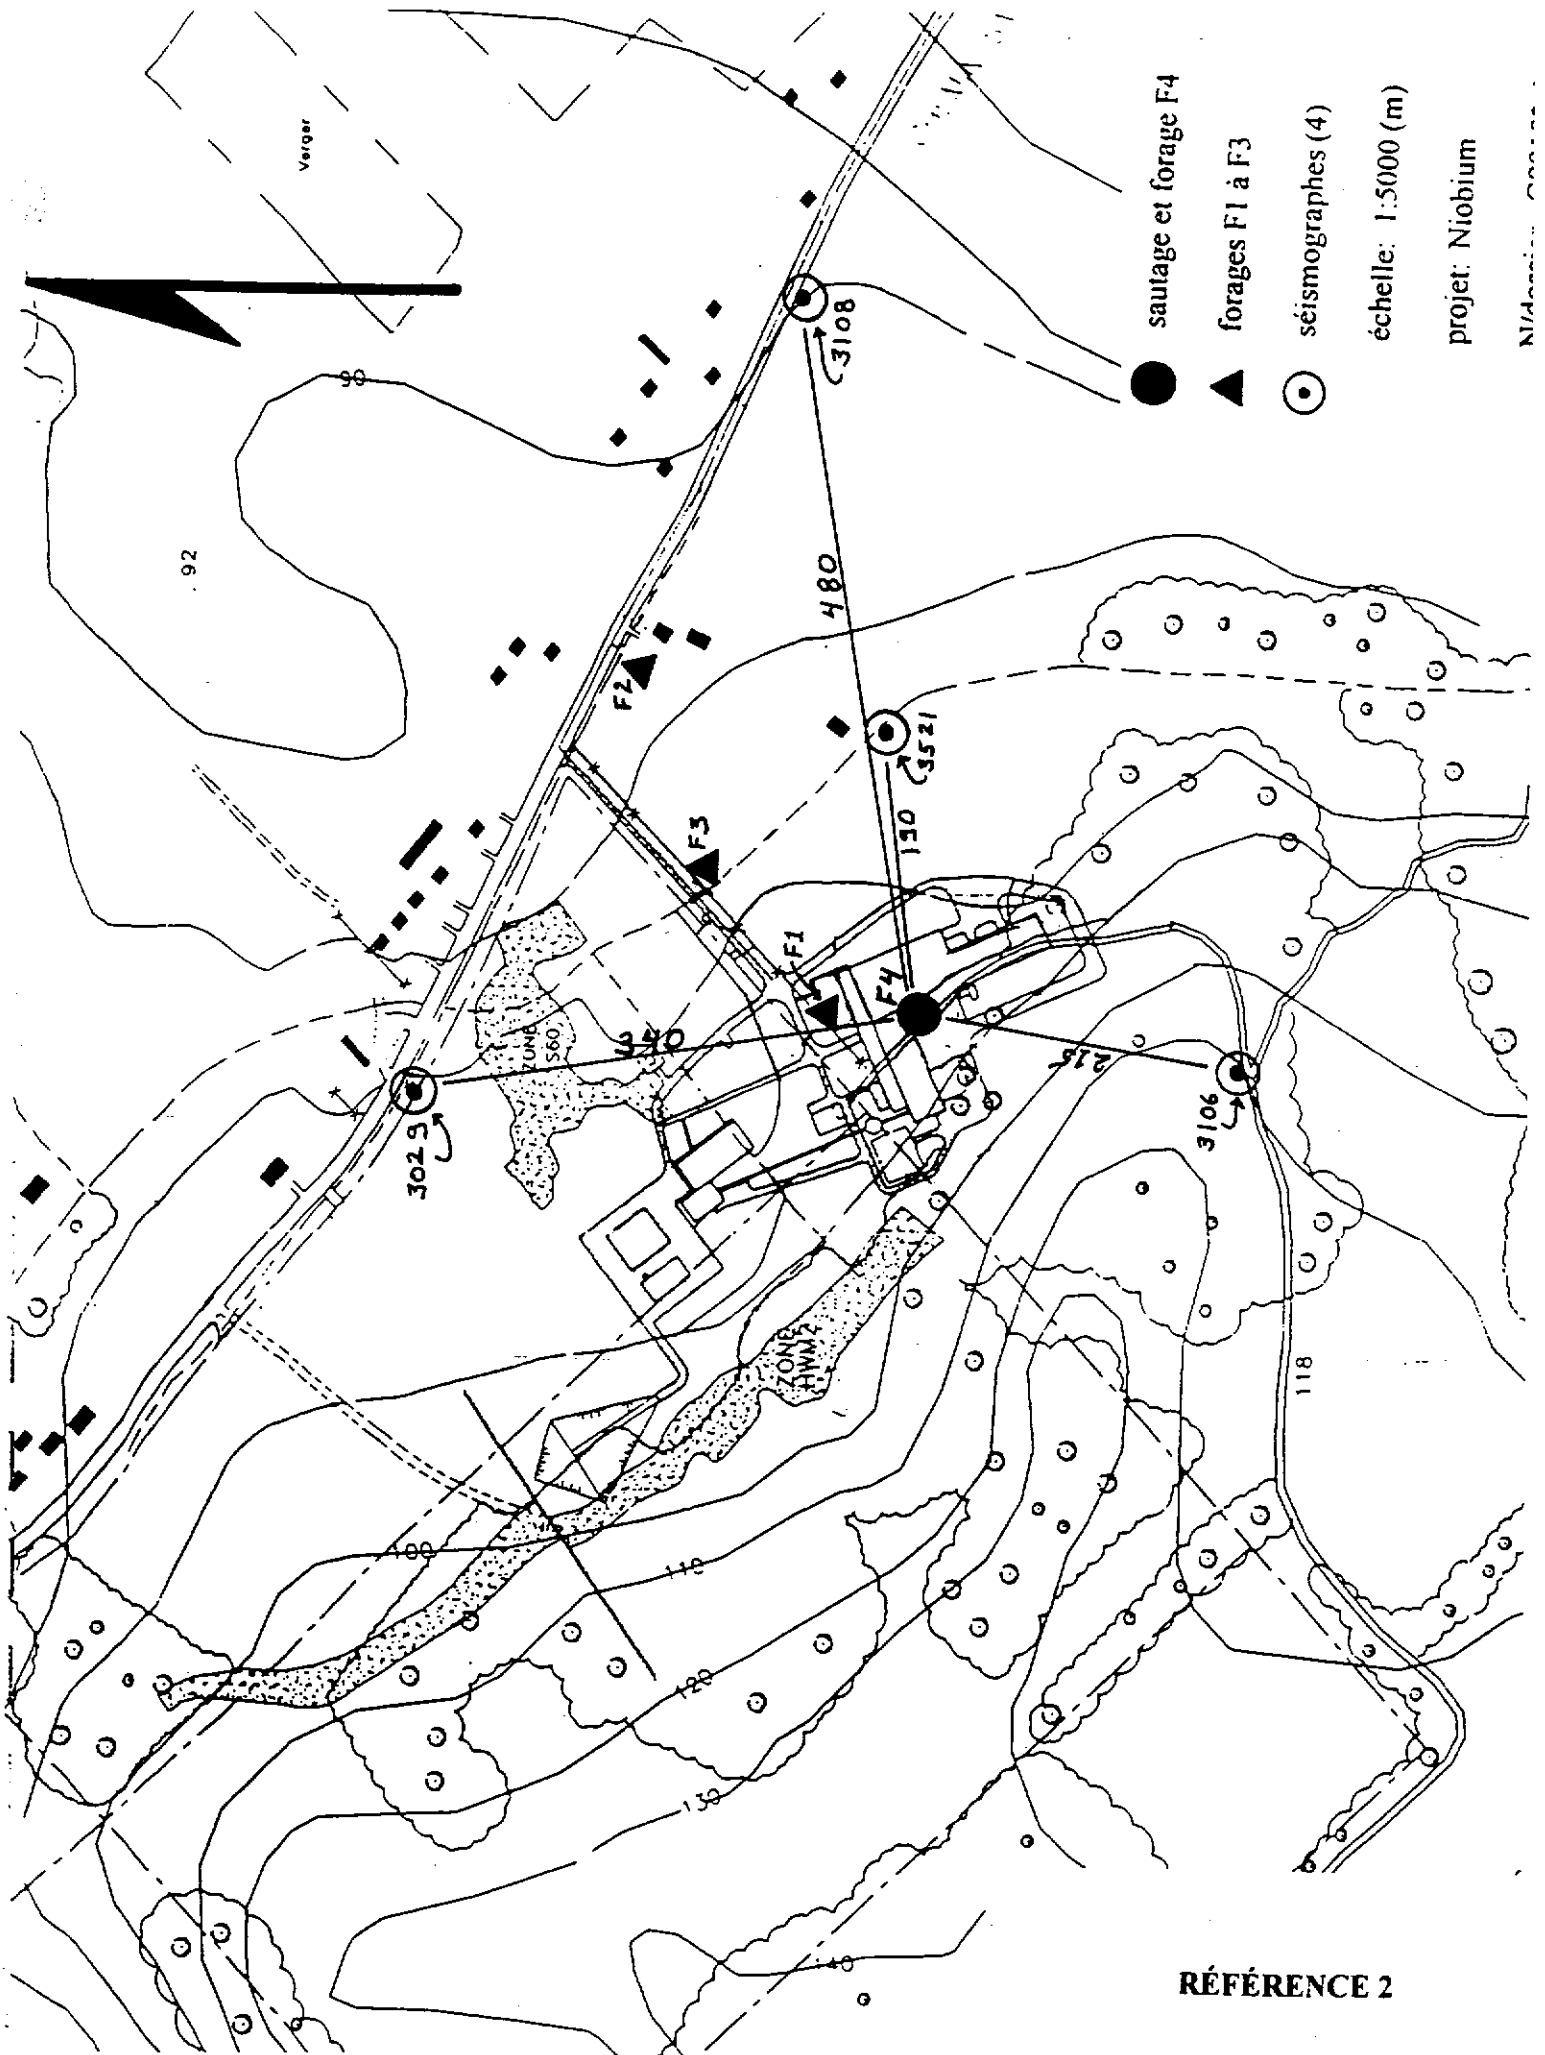 Verger
90
. 92
3108
480
F2
3521
190
F3
F1
F4
340
ZONE
S60
3029
215
3106
ZONE
HWM2
118
100
110
120
130
140
sautage et forage F4
forages F1 à F3
séismographes (4)
échelle: 1:5000 (m)
projet: Niobium
RÉFÉRENCE 2